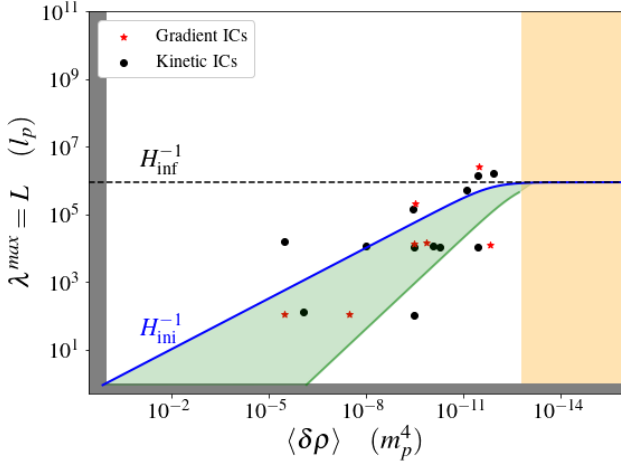 10^11
10^9
10^7
10^5
10^3
10^1
λ^max = L (l_p)
Gradient ICs
Kinetic ICs
H_inf^-1
H_ini^-1
10^-2 10^-5 10^-8 10^-11 10^-14
⟨δρ⟩ (m_p^4)